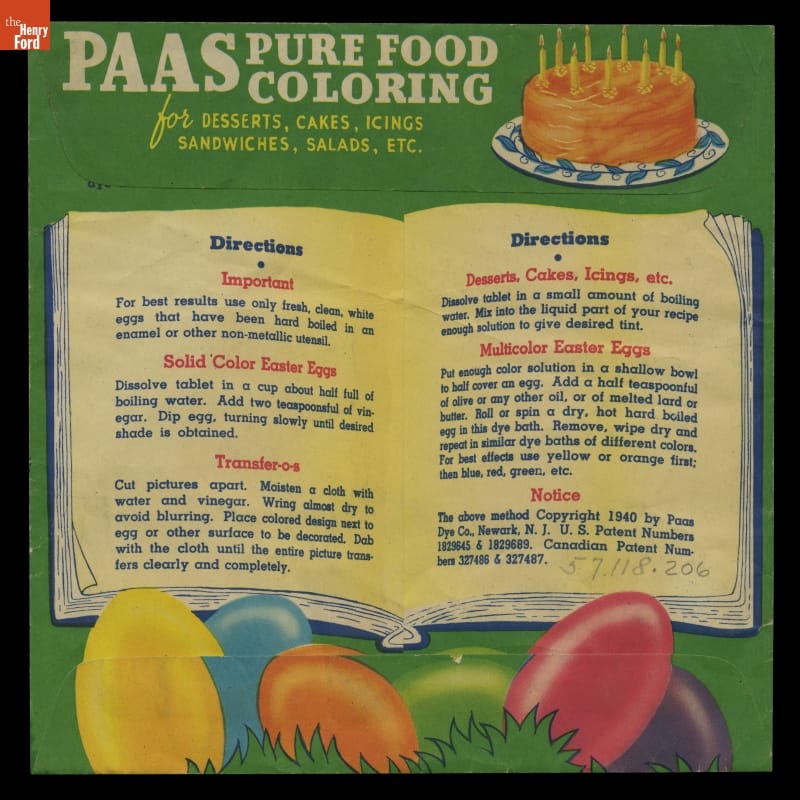 the
Henry
Ford
PAAS PURE FOOD
COLORING
for DESSERTS, CAKES, ICINGS
SANDWICHES, SALADS, ETC.
Directions
Important
For best results use only fresh, clean, white
eggs that have been hard boiled in an
enamel or other non-metallic utensil.
Solid Color Easter Eggs
Dissolve tablet in a cup about half full of
boiling water. Add two teaspoonsful of vin-
egar. Dip egg, turning slowly until desired
shade is obtained.
Transfer-o-s
Cut pictures apart. Moisten a cloth with
water and vinegar. Wring almost dry to
avoid blurring. Place colored design next to
egg or other surface to be decorated. Dab
with the cloth until the entire picture trans-
fers clearly and completely.
Directions
Desserts, Cakes, Icings, etc.
Dissolve tablet in a small amount of boiling
water. Mix into the liquid part of your recipe
enough solution to give desired tint.
Multicolor Easter Eggs
Put enough color solution in a shallow bowl
to half cover an egg. Add a half teaspoonful
of olive or any other oil, or of melted lard or
butter. Roll or spin a dry, hot hard boiled
egg in this dye bath. Remove, wipe dry and
repeat in similar dye baths of different colors.
For best effects use yellow or orange first;
then blue, red, green, etc.
Notice
The above method Copyright 1940 by Paas
Dye Co., Newark, N. J. U. S. Patent Numbers
1829645 & 1829689. Canadian Patent Num-
bers 327486 & 327487.
57.118.206